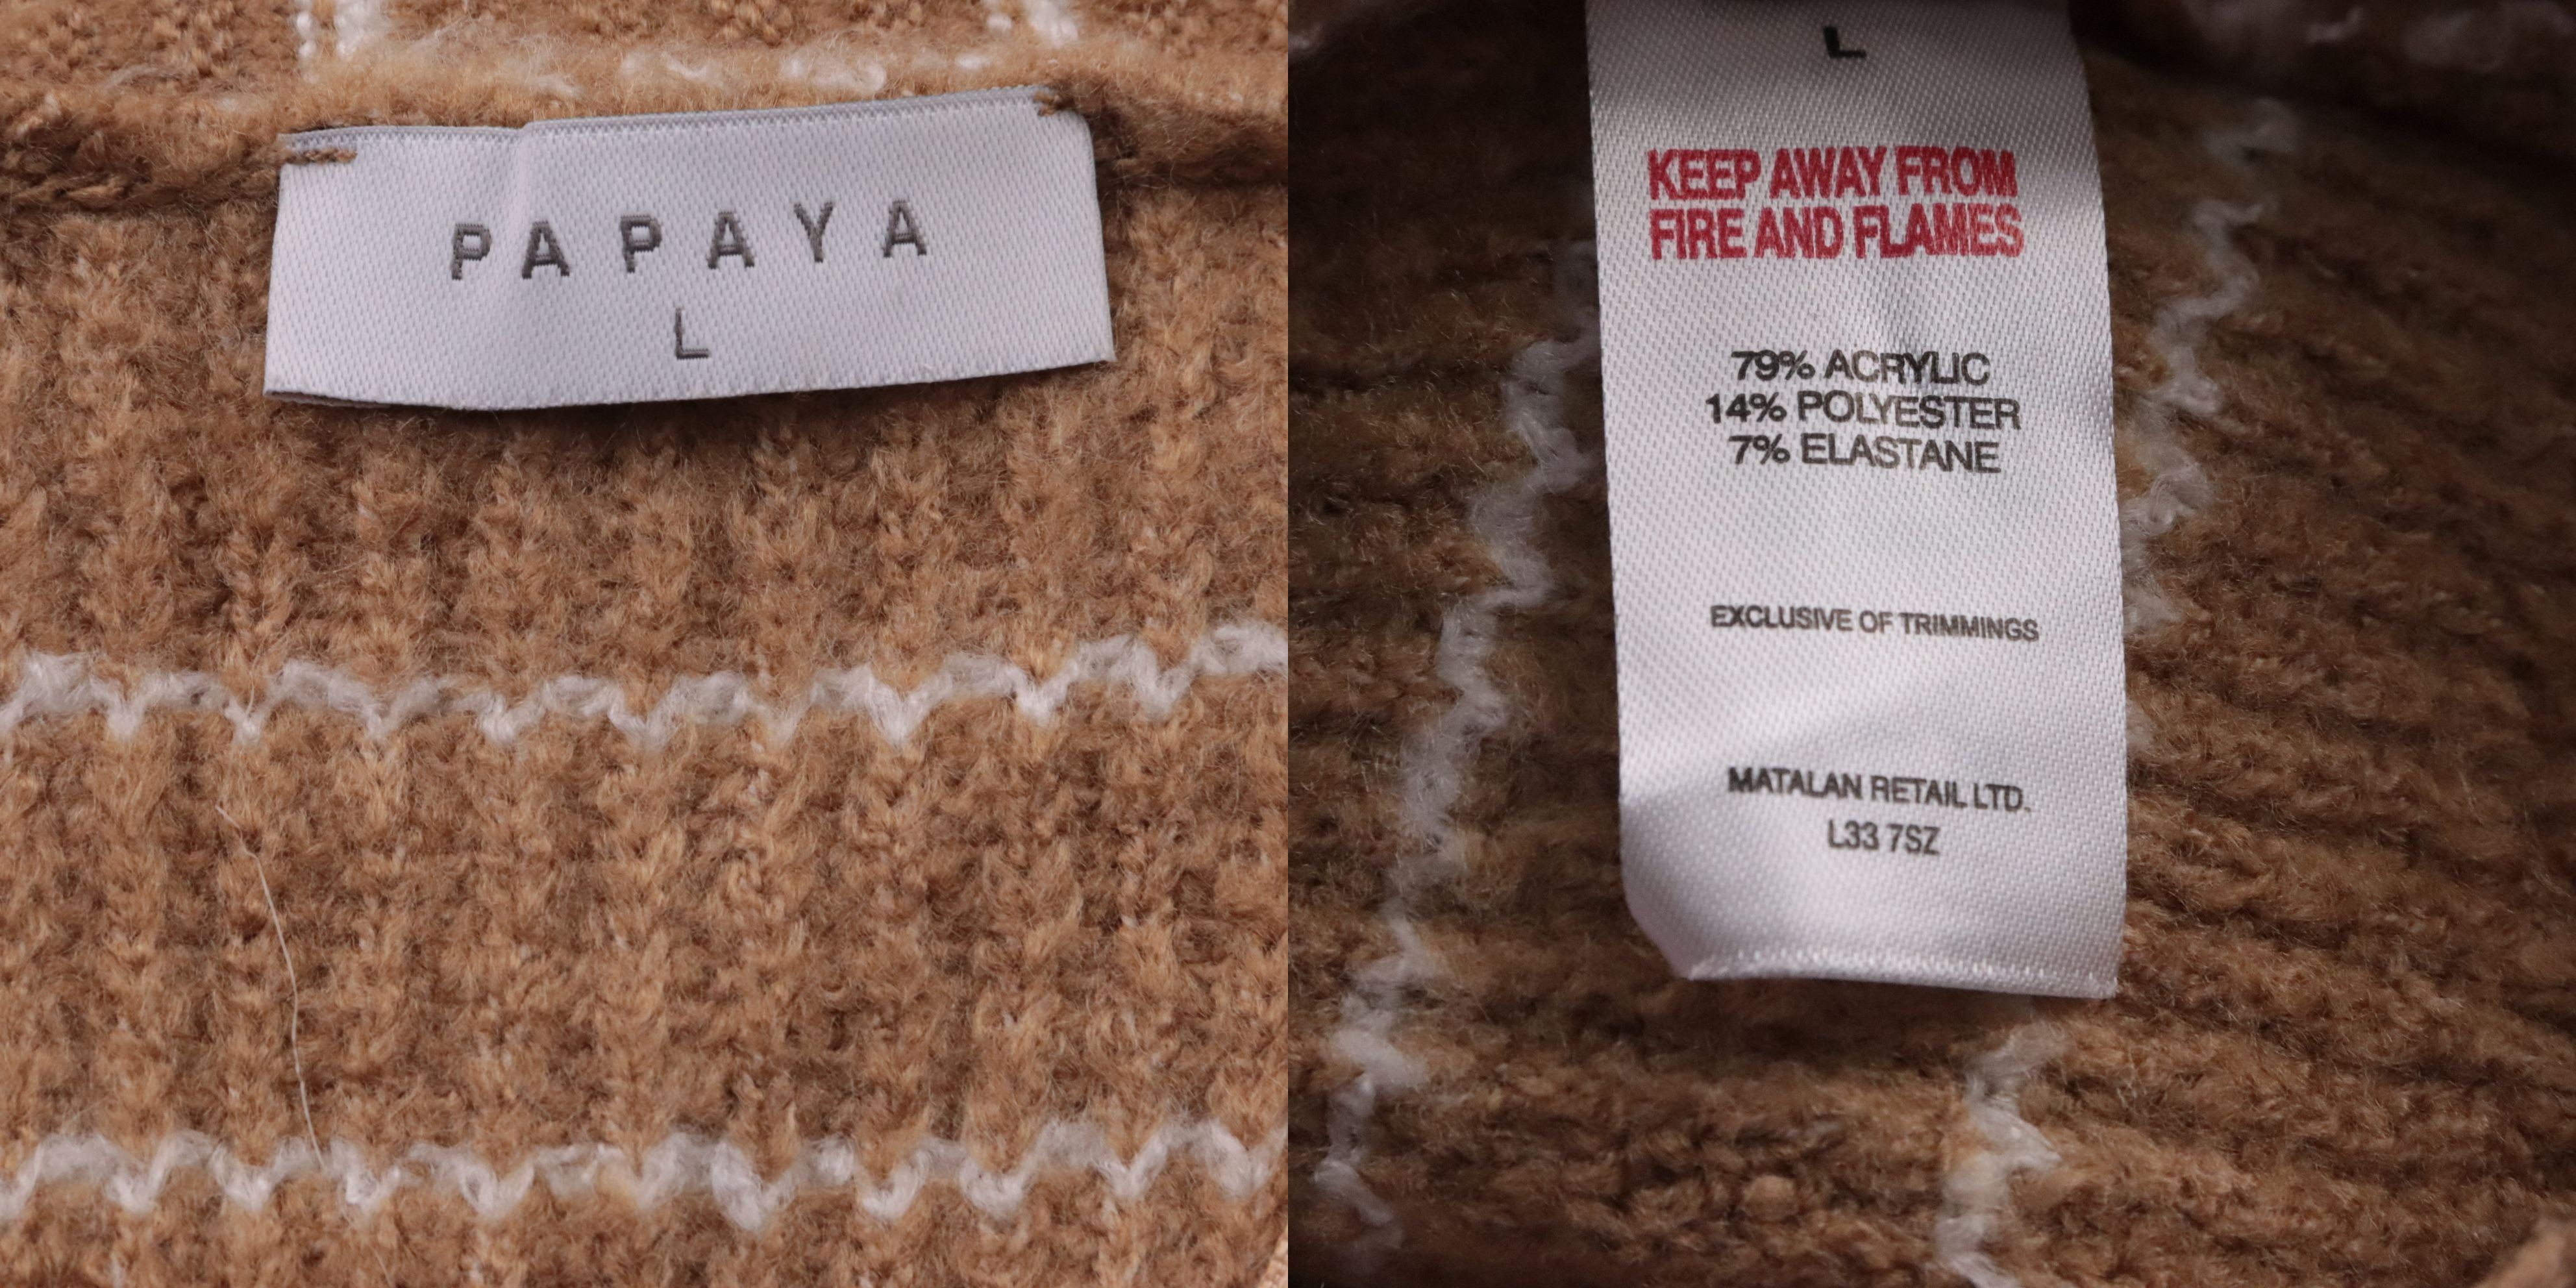 PAPAYA
L
L
KEEP AWAY FROM
FIRE AND FLAMES
79% ACRYLIC
14% POLYESTER
7% ELASTANE
EXCLUSIVE OF TRIMMINGS
MATALAN RETAIL LTD.
L33 7SZ